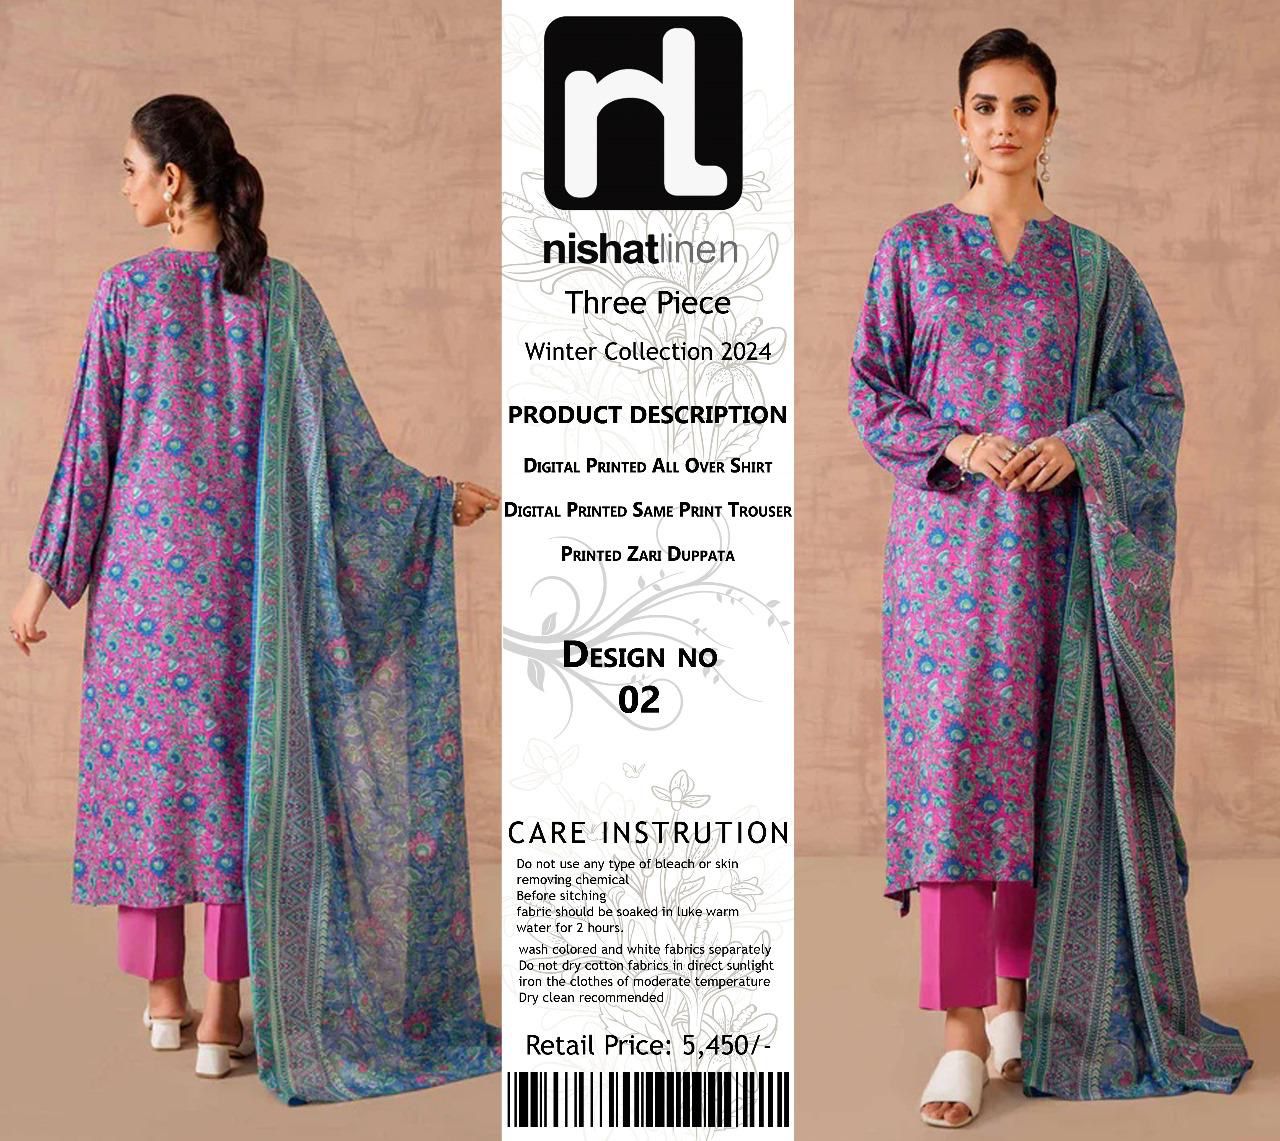 nl
nishatlinen
Three Piece
Winter Collection 2024
PRODUCT DESCRIPTION
DIGITAL PRINTED ALL OVER SHIRT
DIGITAL PRINTED SAME PRINT TROUSER
PRINTED ZARI DUPPATA
DESIGN NO
02
CARE INSTRUTION
Do not use any type of bleach or skin
removing chemical
Before sitching
fabric should be soaked in luke warm
water for 2 hours.
wash colored and white fabrics separately
Do not dry cotton fabrics in direct sunlight
iron the clothes of moderate temperature
Dry clean recommended
Retail Price: 5,450/-